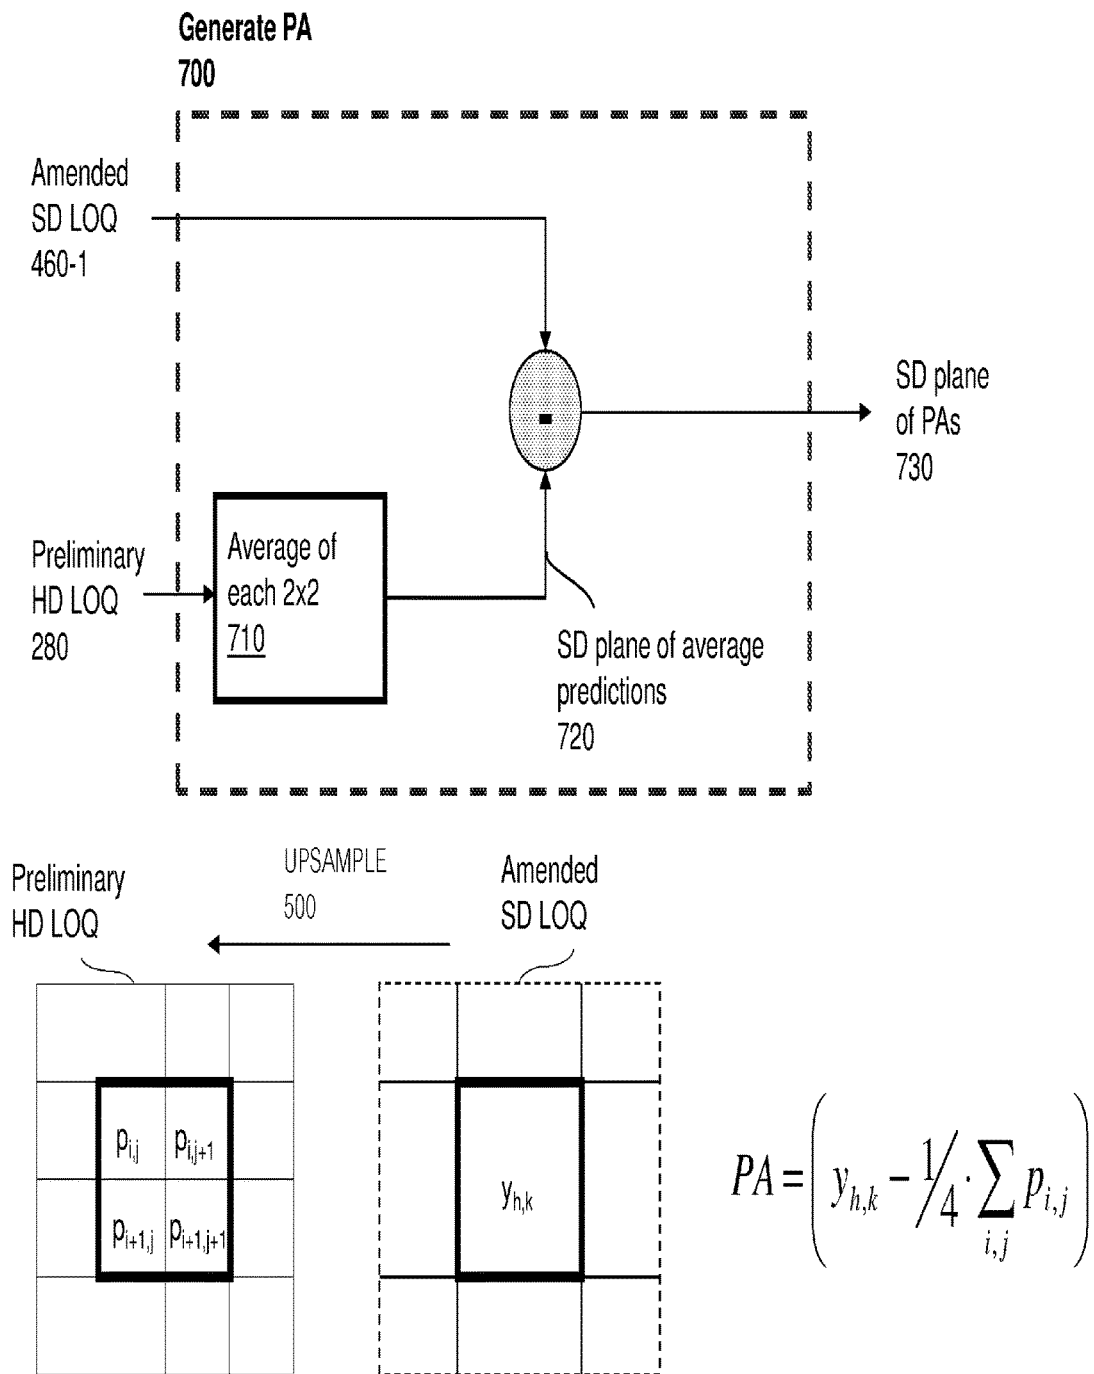 Generate PA
700
Amended
SD LOQ
460-1
SD plane
of PAs
730
Preliminary
HD LOQ
280
Average of
each 2x2
710
SD plane of average
predictions
720
Preliminary
HD LOQ
UPSAMPLE
500
Amended
SD LOQ
p_{i,j} p_{i,j+1}
p_{i+1,j} p_{i+1,j+1}
y_{h,k}
PA = ( y_{h,k} - 1/4 · ∑_{i,j} p_{i,j} )